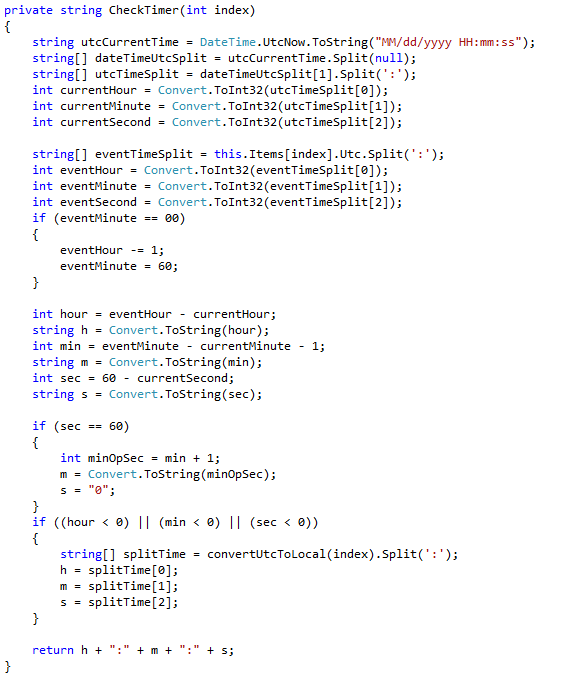 private string CheckTimer(int index)
{
    string utcCurrentTime = DateTime.UtcNow.ToString("MM/dd/yyyy HH:mm:ss");
    string[] dateTimeUtcSplit = utcCurrentTime.Split(null);
    string[] utcTimeSplit = dateTimeUtcSplit[1].Split(':');
    int currentHour = Convert.ToInt32(utcTimeSplit[0]);
    int currentMinute = Convert.ToInt32(utcTimeSplit[1]);
    int currentSecond = Convert.ToInt32(utcTimeSplit[2]);

    string[] eventTimeSplit = this.Items[index].Utc.Split(':');
    int eventHour = Convert.ToInt32(eventTimeSplit[0]);
    int eventMinute = Convert.ToInt32(eventTimeSplit[1]);
    int eventSecond = Convert.ToInt32(eventTimeSplit[2]);
    if (eventMinute == 00)
    {
        eventHour -= 1;
        eventMinute = 60;
    }

    int hour = eventHour - currentHour;
    string h = Convert.ToString(hour);
    int min = eventMinute - currentMinute - 1;
    string m = Convert.ToString(min);
    int sec = 60 - currentSecond;
    string s = Convert.ToString(sec);

    if (sec == 60)
    {
        int minOpSec = min + 1;
        m = Convert.ToString(minOpSec);
        s = "0";
    }
    if ((hour < 0) || (min < 0) || (sec < 0))
    {
        string[] splitTime = convertUtcToLocal(index).Split(':');
        h = splitTime[0];
        m = splitTime[1];
        s = splitTime[2];
    }

    return h + ":" + m + ":" + s;
}